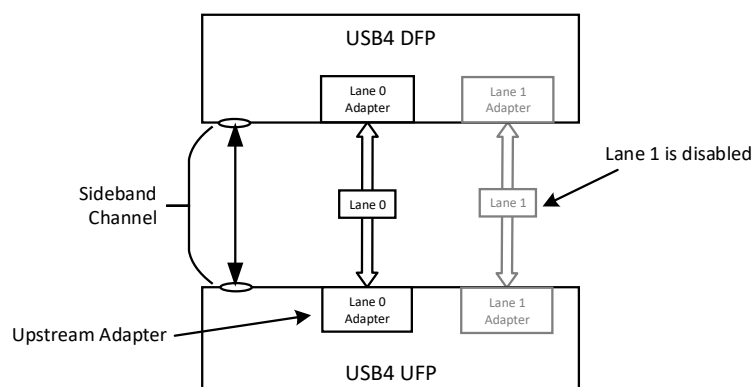 USB4 DFP
Lane 0
Adapter
Lane 1
Adapter
Lane 1 is disabled
Sideband
Channel
Lane 0
Lane 1
Lane 0
Adapter
Lane 1
Adapter
Upstream Adapter
USB4 UFP